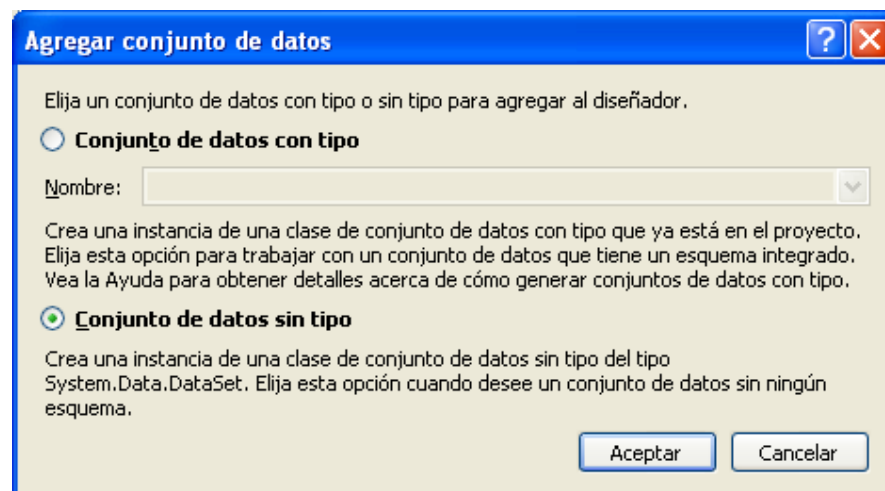 Agregar conjunto de datos
Elija un conjunto de datos con tipo o sin tipo para agregar al diseñador.
Conjunto de datos con tipo
Nombre:
Crea una instancia de una clase de conjunto de datos con tipo que ya está en el proyecto.
Elija esta opción para trabajar con un conjunto de datos que tiene un esquema integrado.
Vea la Ayuda para obtener detalles acerca de cómo generar conjuntos de datos con tipo.
Conjunto de datos sin tipo
Crea una instancia de una clase de conjunto de datos sin tipo del tipo
System.Data.DataSet. Elija esta opción cuando desee un conjunto de datos sin ningún
esquema.
Aceptar Cancelar